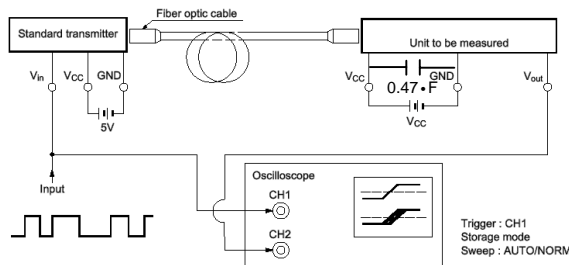 Fiber optic cable
Standard transmitter
Unit to be measured
Vin
VCC
GND
5V
VCC
GND
0.47•F
VCC
Vout
Input
Oscilloscope
CH1
CH2
Trigger : CH1
Storage mode
Sweep : AUTO/NORM